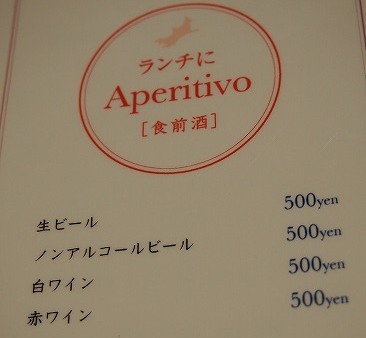 ランチに
Aperitivo
[食前酒]
生ビール 500yen
ノンアルコールビール 500yen
白ワイン 500yen
赤ワイン 500yen